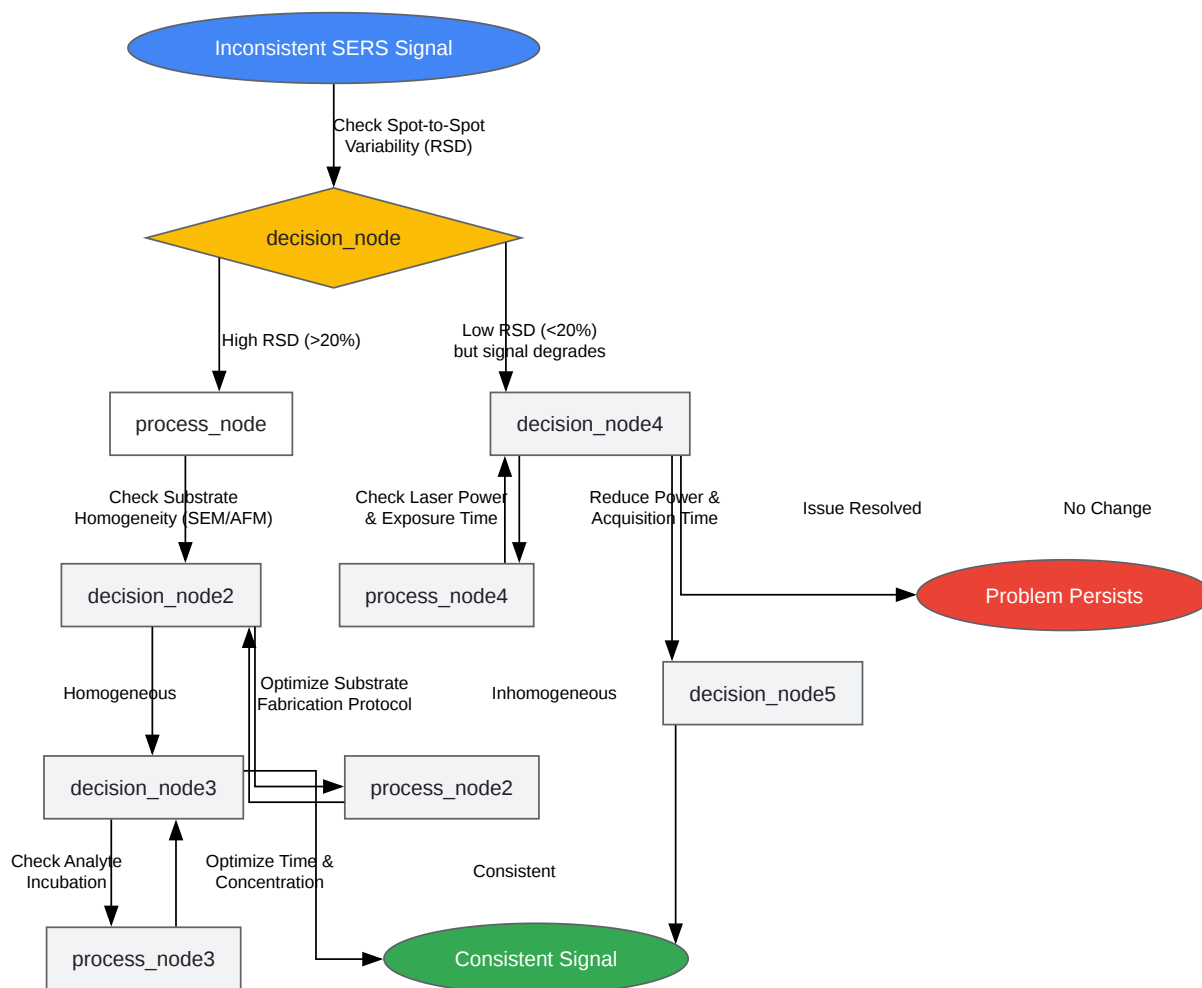 Inconsistent SERS Signal
Check Spot-to-Spot
Variability (RSD)
decision_node
High RSD (>20%)
Low RSD (<20%)
but signal degrades
process_node
decision_node4
Check Substrate
Homogeneity (SEM/AFM)
Check Laser Power
& Exposure Time
Reduce Power &
Acquisition Time
Issue Resolved
No Change
decision_node2
process_node4
Problem Persists
Homogeneous
Optimize Substrate
Fabrication Protocol
Inhomogeneous
decision_node5
decision_node3
process_node2
Check Analyte
Incubation
Optimize Time &
Concentration
Consistent
process_node3
Consistent Signal